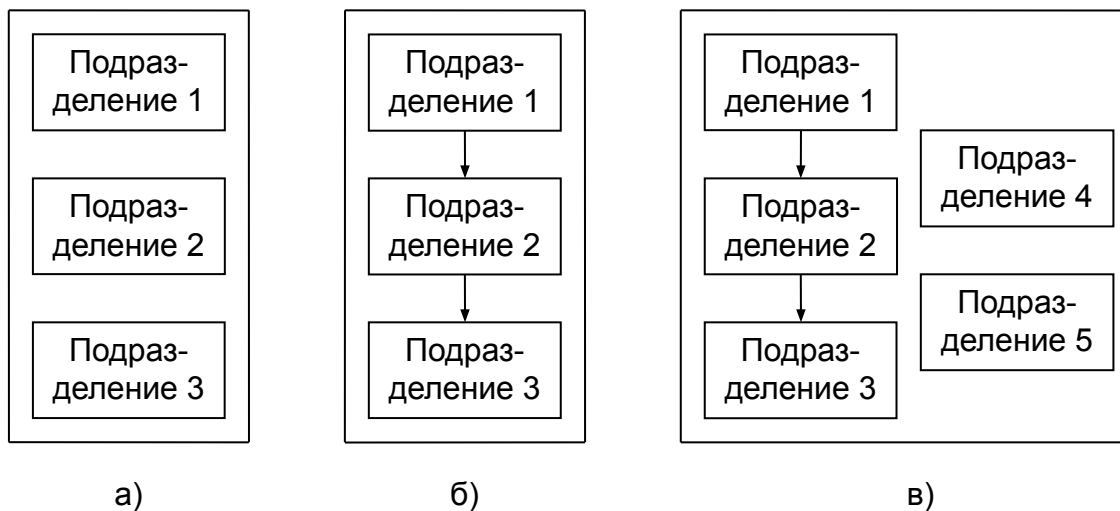 Подраз-
деление 1
Подраз-
деление 2
Подраз-
деление 3
а)
Подраз-
деление 1
Подраз-
деление 2
Подраз-
деление 3
б)
Подраз-
деление 1
Подраз-
деление 2
Подраз-
деление 3
Подраз-
деление 4
Подраз-
деление 5
в)